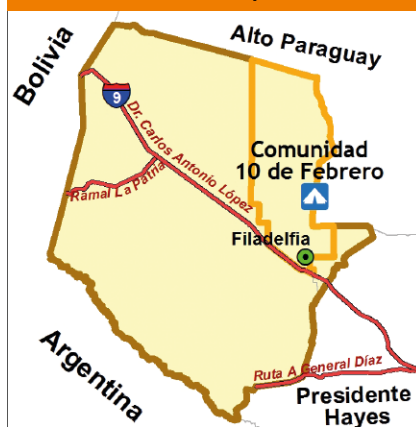 Bolivia
Alto Paraguay
9
Dr. Carlos Antonio López
Comunidad
10 de Febrero
Ramal La Patria
Filadelfia
Argentina
Ruta A General Díaz
Presidente
Hayes